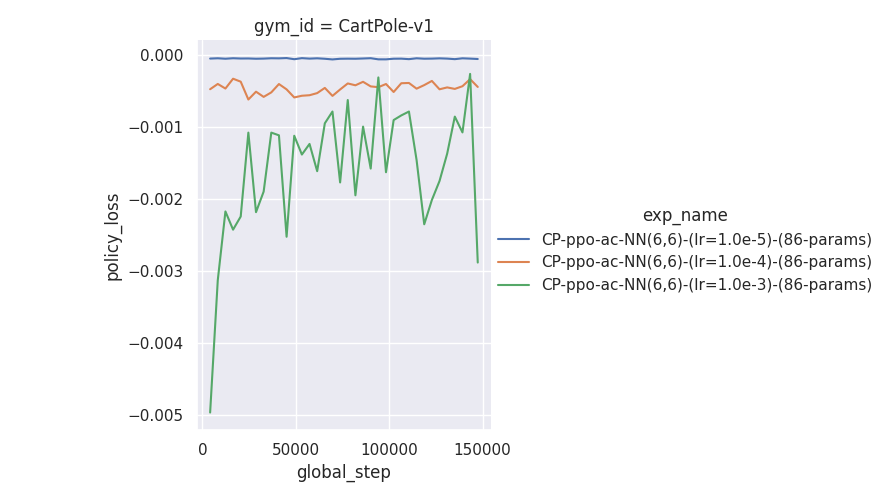 gym_id = CartPole-v1
0.000
−0.001
−0.002
−0.003
−0.004
−0.005
policy_loss
0
50000
100000
150000
global_step
exp_name
CP-ppo-ac-NN(6,6)-(lr=1.0e-5)-(86-params)
CP-ppo-ac-NN(6,6)-(lr=1.0e-4)-(86-params)
CP-ppo-ac-NN(6,6)-(lr=1.0e-3)-(86-params)